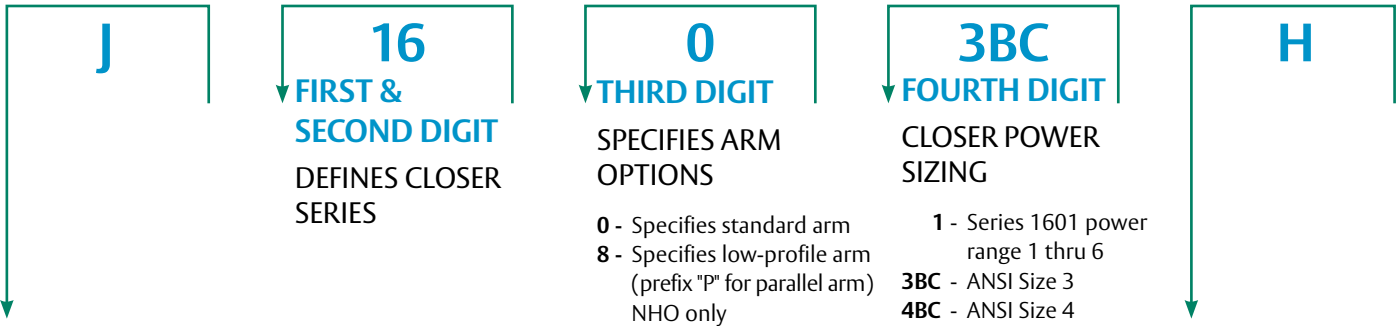 J
16
FIRST &
SECOND DIGIT
DEFINES CLOSER
SERIES
0
THIRD DIGIT
SPECIFIES ARM
OPTIONS
0 - Specifies standard arm
8 - Specifies low-profile arm
(prefix "P" for parallel arm)
NHO only
3BC
FOURTH DIGIT
CLOSER POWER
SIZING
1 - Series 1601 power
range 1 thru 6
3BC - ANSI Size 3
4BC - ANSI Size 4
H